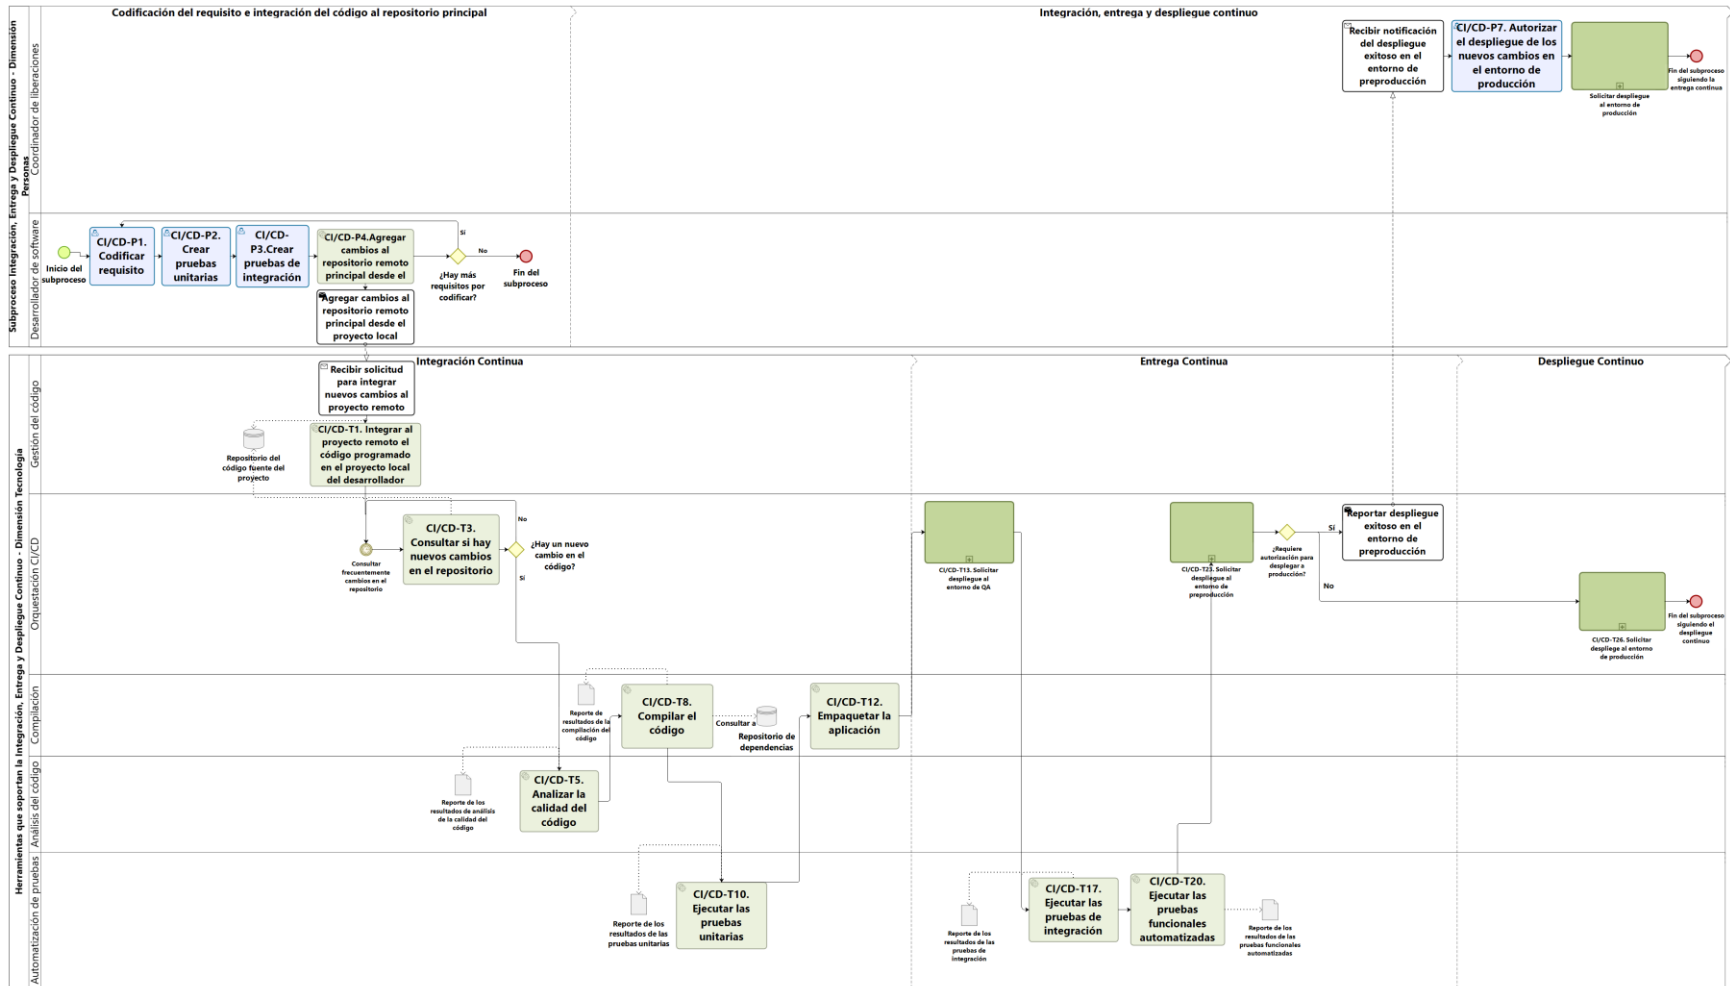 Codificación del requisito e integración del código al repositorio principal
Integración, entrega y despliegue continuo
Subproceso Integración, Entrega y Despliegue Continuo - Dimensión
Personas
Coordinador de liberaciones
Recibir notificación
del despliegue
exitoso en el
entorno de
preproducción
CI/CD-P7. Autorizar
el despliegue de los
nuevos cambios en
el entorno de
producción
Solicitar despliegue
al entorno de
producción
Fin del subproceso
siguiendo la
entrega continua
Desarrollador de software
Inicio del
subproceso
CI/CD-P1.
Codificar
requisito
CI/CD-P2.
Crear
pruebas
unitarias
CI/CD-
P3.Crear
pruebas de
integración
CI/CD-P4.Agregar
cambios al
repositorio remoto
principal desde el
Sí
No
¿Hay más
requisitos por
codificar?
Fin del
subproceso
Agregar cambios al
repositorio remoto
principal desde el
proyecto local
Herramientas que soportan la Integración, Entrega y Despliegue Continuo - Dimensión Tecnología
Integración Continua
Entrega Continua
Despliegue Continuo
Gestión del código
Recibir solicitud
para integrar
nuevos cambios al
proyecto remoto
Repositorio del
código fuente del
proyecto
CI/CD-T1. Integrar al
proyecto remoto el
código programado
en el proyecto local
del desarrollador
Orquestación CI/CD
Consultar
frecuentemente
cambios en el
repositorio
CI/CD-T3.
Consultar si hay
nuevos cambios
en el repositorio
No
¿Hay un nuevo
cambio en el
código?
Sí
CI/CD-T13. Solicitar
despliegue al
entorno de QA
CI/CD-T23. Solicitar
despliegue al
entorno de
preproducción
¿Requiere
autorización para
desplegar a
producción?
Sí
No
Reportar despliegue
exitoso en el
entorno de
preproducción
CI/CD-T26. Solicitar
despliege al entorno
de producción
Fin del subproceso
siguiendo el
despliegue
continuo
Compilación
Reporte de
resultados de la
compilación del
código
CI/CD-T8.
Compilar el
código
Consultar a
Repositorio de
dependencias
CI/CD-T12.
Empaquetar la
aplicación
Análisis del código
Reporte de los
resultados de análisis
de la calidad del
código
CI/CD-T5.
Analizar la
calidad del
código
Automatización de pruebas
Reporte de los
resultados de las
pruebas unitarias
CI/CD-T10.
Ejecutar las
pruebas
unitarias
Reporte de los
resultados de las
pruebas de
integración
CI/CD-T17.
Ejecutar las
pruebas de
integración
CI/CD-T20.
Ejecutar las
pruebas
funcionales
automatizadas
Reporte de los
resultados de las
pruebas funcionales
automatizadas